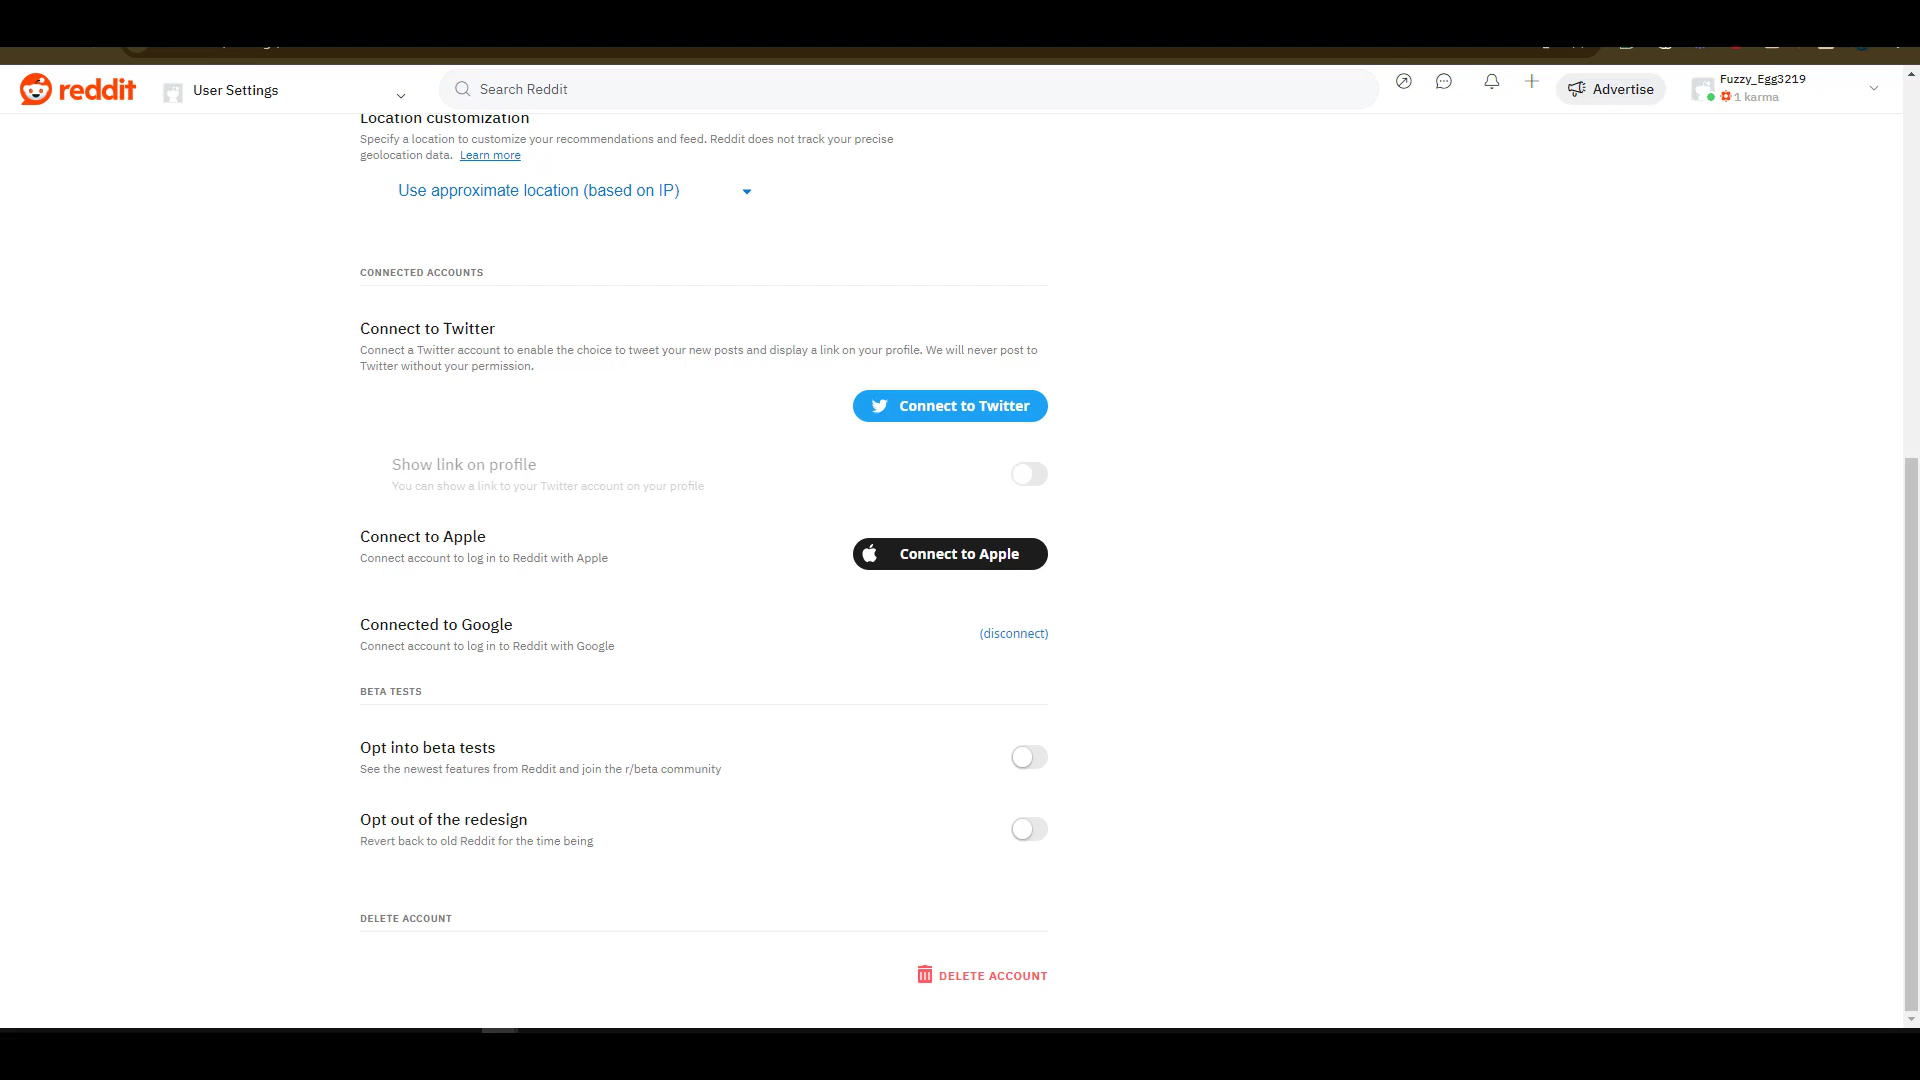 reddit
User Settings
Search Reddit
Advertise
Fuzzy_Egg3219
1 karma
Location customization
Specify a location to customize your recommendations and feed. Reddit does not track your precise
geolocation data. Learn more
Use approximate location (based on IP)
CONNECTED ACCOUNTS
Connect to Twitter
Connect a Twitter account to enable the choice to tweet your new posts and display a link on your profile. We will never post to
Twitter without your permission.
Connect to Twitter
Show link on profile
You can show a link to your Twitter account on your profile
Connect to Apple
Connect account to log in to Reddit with Apple
Connect to Apple
Connected to Google
Connect account to log in to Reddit with Google
(disconnect)
BETA TESTS
Opt into beta tests
See the newest features from Reddit and join the r/beta community
Opt out of the redesign
Revert back to old Reddit for the time being
DELETE ACCOUNT
DELETE ACCOUNT